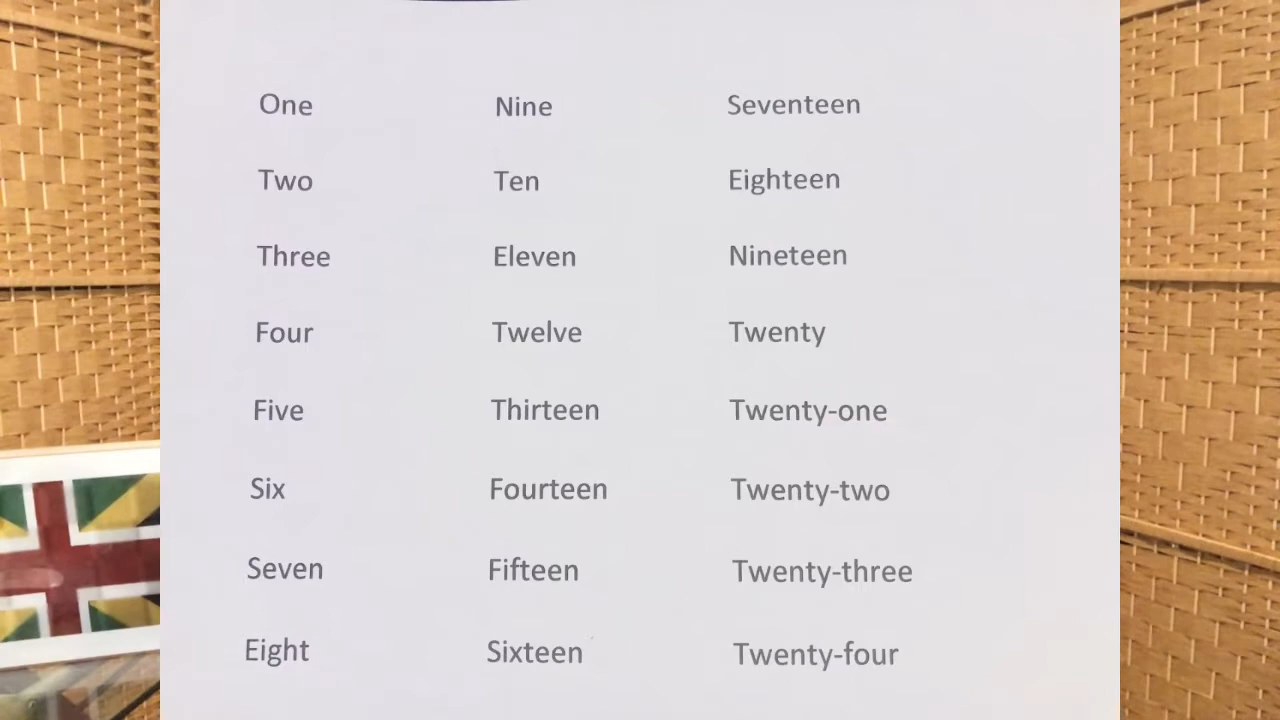 One
Two
Three
Four
Five
Six
Seven
Eight
Nine
Ten
Eleven
Twelve
Thirteen
Fourteen
Fifteen
Sixteen
Seventeen
Eighteen
Nineteen
Twenty
Twenty-one
Twenty-two
Twenty-three
Twenty-four